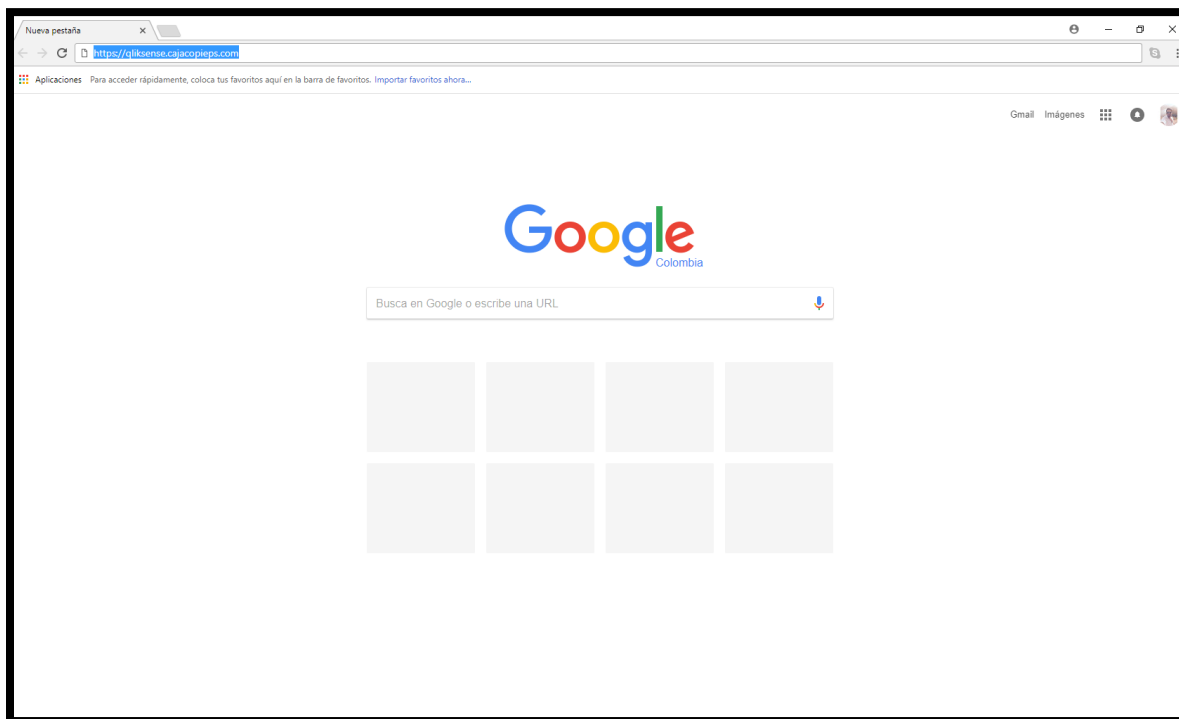 Nueva pestaña
https://qliksense.cajacopieps.com
Aplicaciones Para acceder rápidamente, coloca tus favoritos aquí en la barra de favoritos. Importar favoritos ahora...
Gmail Imágenes
Google
Colombia
Busca en Google o escribe una URL